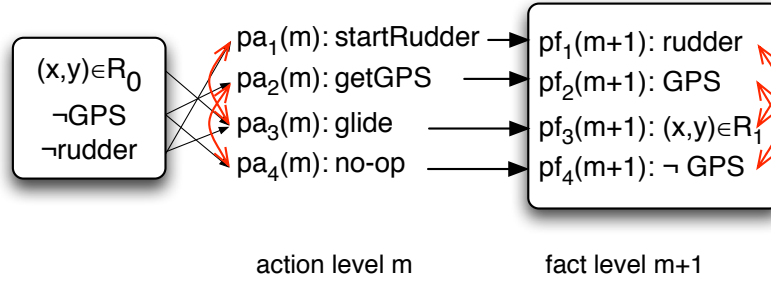 (x,y)∈R₀
¬GPS
¬rudder
pa₁(m): startRudder
pa₂(m): getGPS
pa₃(m): glide
pa₄(m): no-op
pf₁(m+1): rudder
pf₂(m+1): GPS
pf₃(m+1): (x,y)∈R₁
pf₄(m+1): ¬ GPS
action level m
fact level m+1